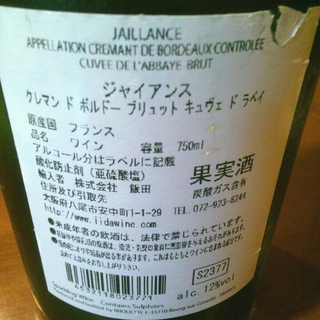 JAILLANCE
APPELLATION CREMANT DE BORDEAUX CONTROLÉE
CUVEE DE L'ABBAYE BRUT
ジャイアンス
クレマン ド ボルドー ブリュット キュヴェ ド ラベイ
原産国 フランス
品名 ワイン 容量 750ml
アルコール分はラベルに記載
酸化防止剤(亜硫酸塩)
輸入者 株式会社 飯田
住所及び引取先
大阪府八尾市安中町1-1-29
http://www.iidawine.com
果実酒
炭酸ガス含有
TEL 072-923-6244
●未成年者の飲酒は、法律で禁じられています。
S2377
alc. 12%vol
Sparkling Wine Contains Sulphites